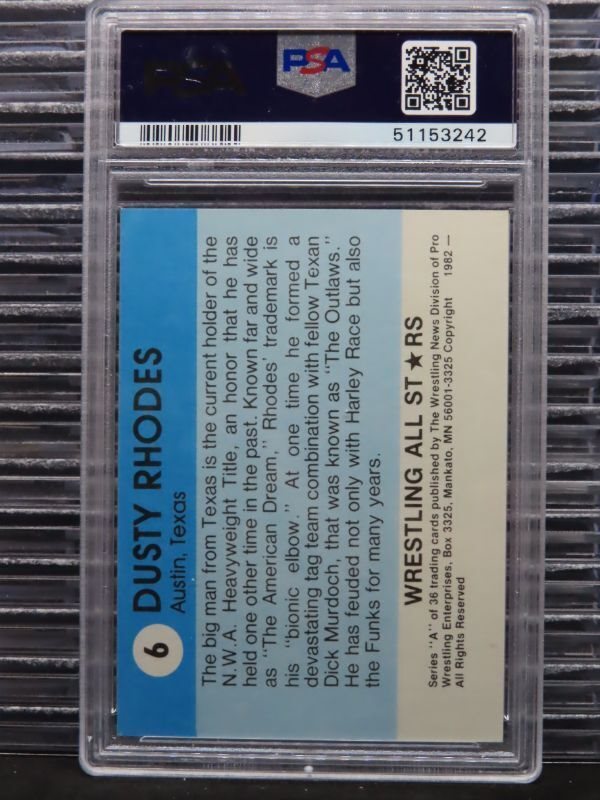 PSA
51153242
6
DUSTY RHODES
Austin, Texas
The big man from Texas is the current holder of the
N.W.A. Heavyweight Title, an honor that he has
held one other time in the past. Known far and wide
as "The American Dream," Rhodes' trademark is
his "bionic elbow." At one time he formed a
devastating tag team combination with fellow Texan
Dick Murdoch, that was known as "The Outlaws."
He has feuded not only with Harley Race but also
the Funks for many years.
WRESTLING ALL ST★RS
Series "A" of 36 trading cards published by The Wrestling News Division of Pro
Wrestling Enterprises, Box 3325, Mankato, MN 56001-3325 Copyright 1982 —
All Rights Reserved